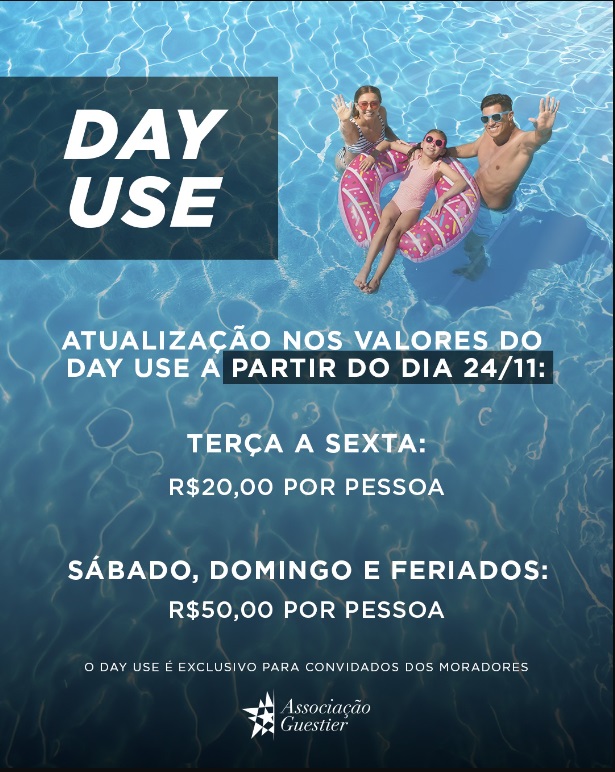 DAY
USE
ATUALIZAÇÃO NOS VALORES DO
DAY USE A PARTIR DO DIA 24/11:
TERÇA A SEXTA:
R$20,00 POR PESSOA
SÁBADO, DOMINGO E FERIADOS:
R$50,00 POR PESSOA
O DAY USE É EXCLUSIVO PARA CONVIDADOS DOS MORADORES
Associação
Guestier